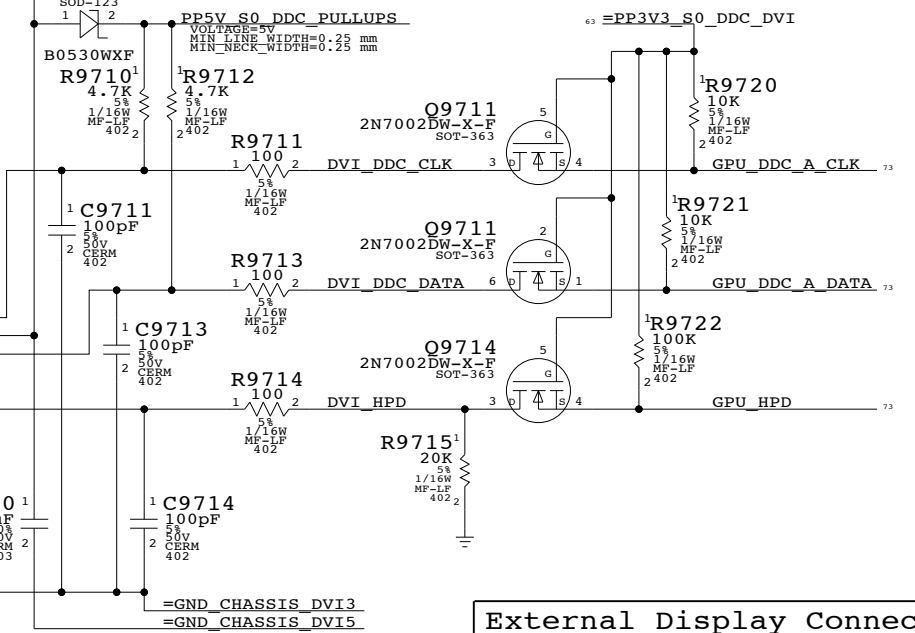 SOD-123
1 2
PP5V_S0_DDC_PULLUPS
VOLTAGE=5V
MIN_LINE_WIDTH=0.25 mm
MIN_NECK_WIDTH=0.25 mm
B0530WXF
63 =PP3V3_S0_DDC_DVI
R9710 1
4.7K
5%
1/16W
MF-LF
402 2
1 R9712
4.7K
5%
1/16W
MF-LF
2 402
R9711
100
1 2
5%
1/16W
MF-LF
402
DVI_DDC_CLK
Q9711
2N7002DW-X-F
SOT-363
5
G
3 D S 4
1 R9720
10K
5%
1/16W
MF-LF
2 402
GPU_DDC_A_CLK 73
1 C9711
100pF
5%
50V
2 CERM
402
R9713
100
1 2
5%
1/16W
MF-LF
402
DVI_DDC_DATA
Q9711
2N7002DW-X-F
SOT-363
2
G
6 D S 1
1 R9721
10K
5%
1/16W
MF-LF
2 402
GPU_DDC_A_DATA 73
1 C9713
100pF
5%
50V
2 CERM
402
R9714
100
1 2
5%
1/16W
MF-LF
402
DVI_HPD
Q9714
2N7002DW-X-F
SOT-363
5
G
3 D S 4
1 R9722
100K
5%
1/16W
MF-LF
2 402
GPU_HPD 73
R9715 1
20K
5%
1/16W
MF-LF
402 2
0 1
2
1 C9714
100pF
5%
50V
2 CERM
402
=GND_CHASSIS_DVI3
=GND_CHASSIS_DVI5
External Display Connec